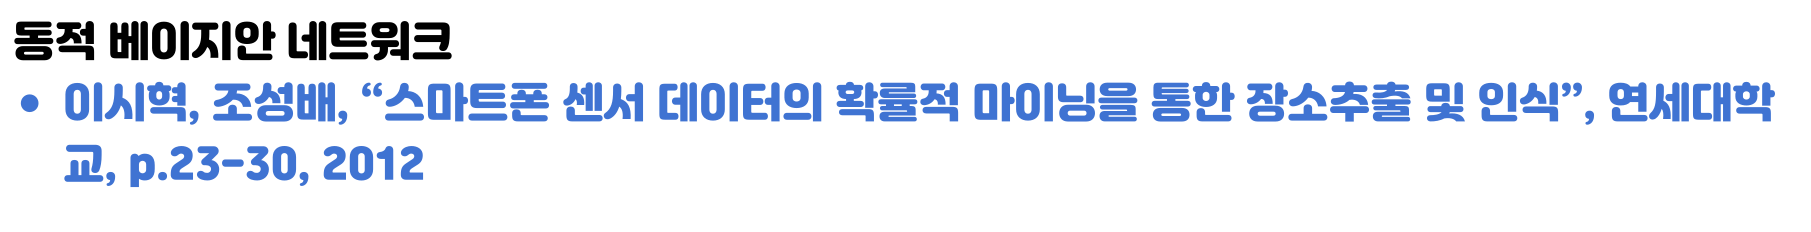 동적 베이지안 네트워크
• 이시혁, 조성배, “스마트폰 센서 데이터의 확률적 마이닝을 통한 장소추출 및 인식”, 연세대학
교, p.23-30, 2012